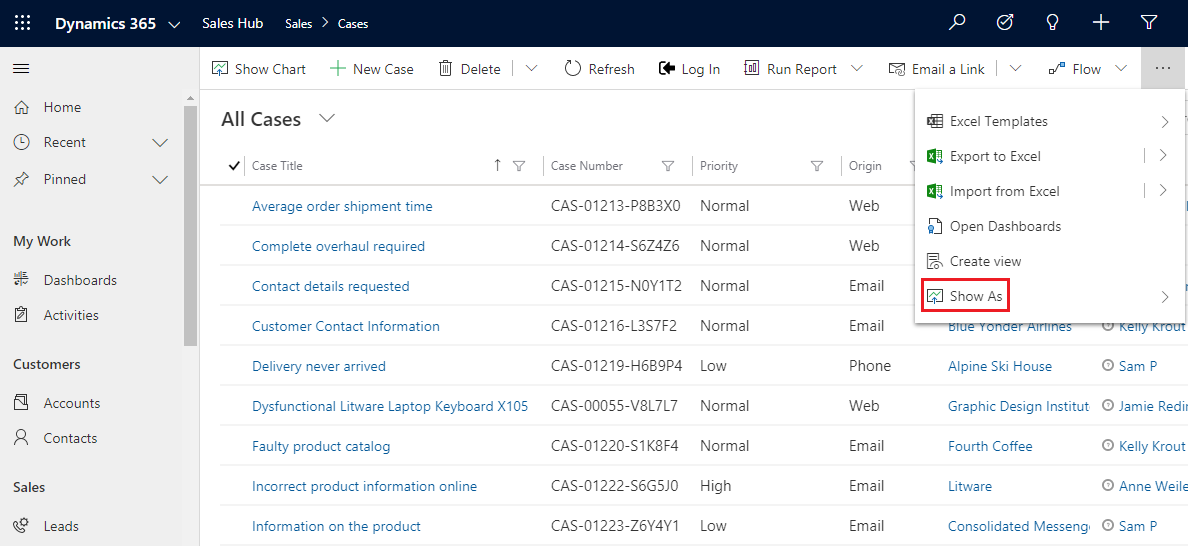 Dynamics 365 Sales Hub Sales > Cases
Show Chart New Case Delete Refresh Log In Run Report Email a Link Flow ...
Home
Recent
Pinned
My Work
Dashboards
Activities
Customers
Accounts
Contacts
Sales
Leads
All Cases
Case Title Case Number Priority Origin
Average order shipment time CAS-01213-P8B3X0 Normal Web
Complete overhaul required CAS-01214-S6Z4Z6 Normal Web
Contact details requested CAS-01215-N0Y1T2 Normal Email
Customer Contact Information CAS-01216-L3S7F2 Normal Email Blue Yonder Airlines Kelly Krout
Delivery never arrived CAS-01219-H6B9P4 Low Phone Alpine Ski House Sam P
Dysfunctional Litware Laptop Keyboard X105 CAS-00055-V8L7L7 Normal Web Graphic Design Institut Jamie Redi
Faulty product catalog CAS-01220-S1K8F4 Normal Email Fourth Coffee Kelly Krout
Incorrect product information online CAS-01222-S6G5J0 High Email Litware Anne Weile
Information on the product CAS-01223-Z6Y4Y1 Low Email Consolidated Messeng Sam P
Excel Templates
Export to Excel
Import from Excel
Open Dashboards
Create view
Show As